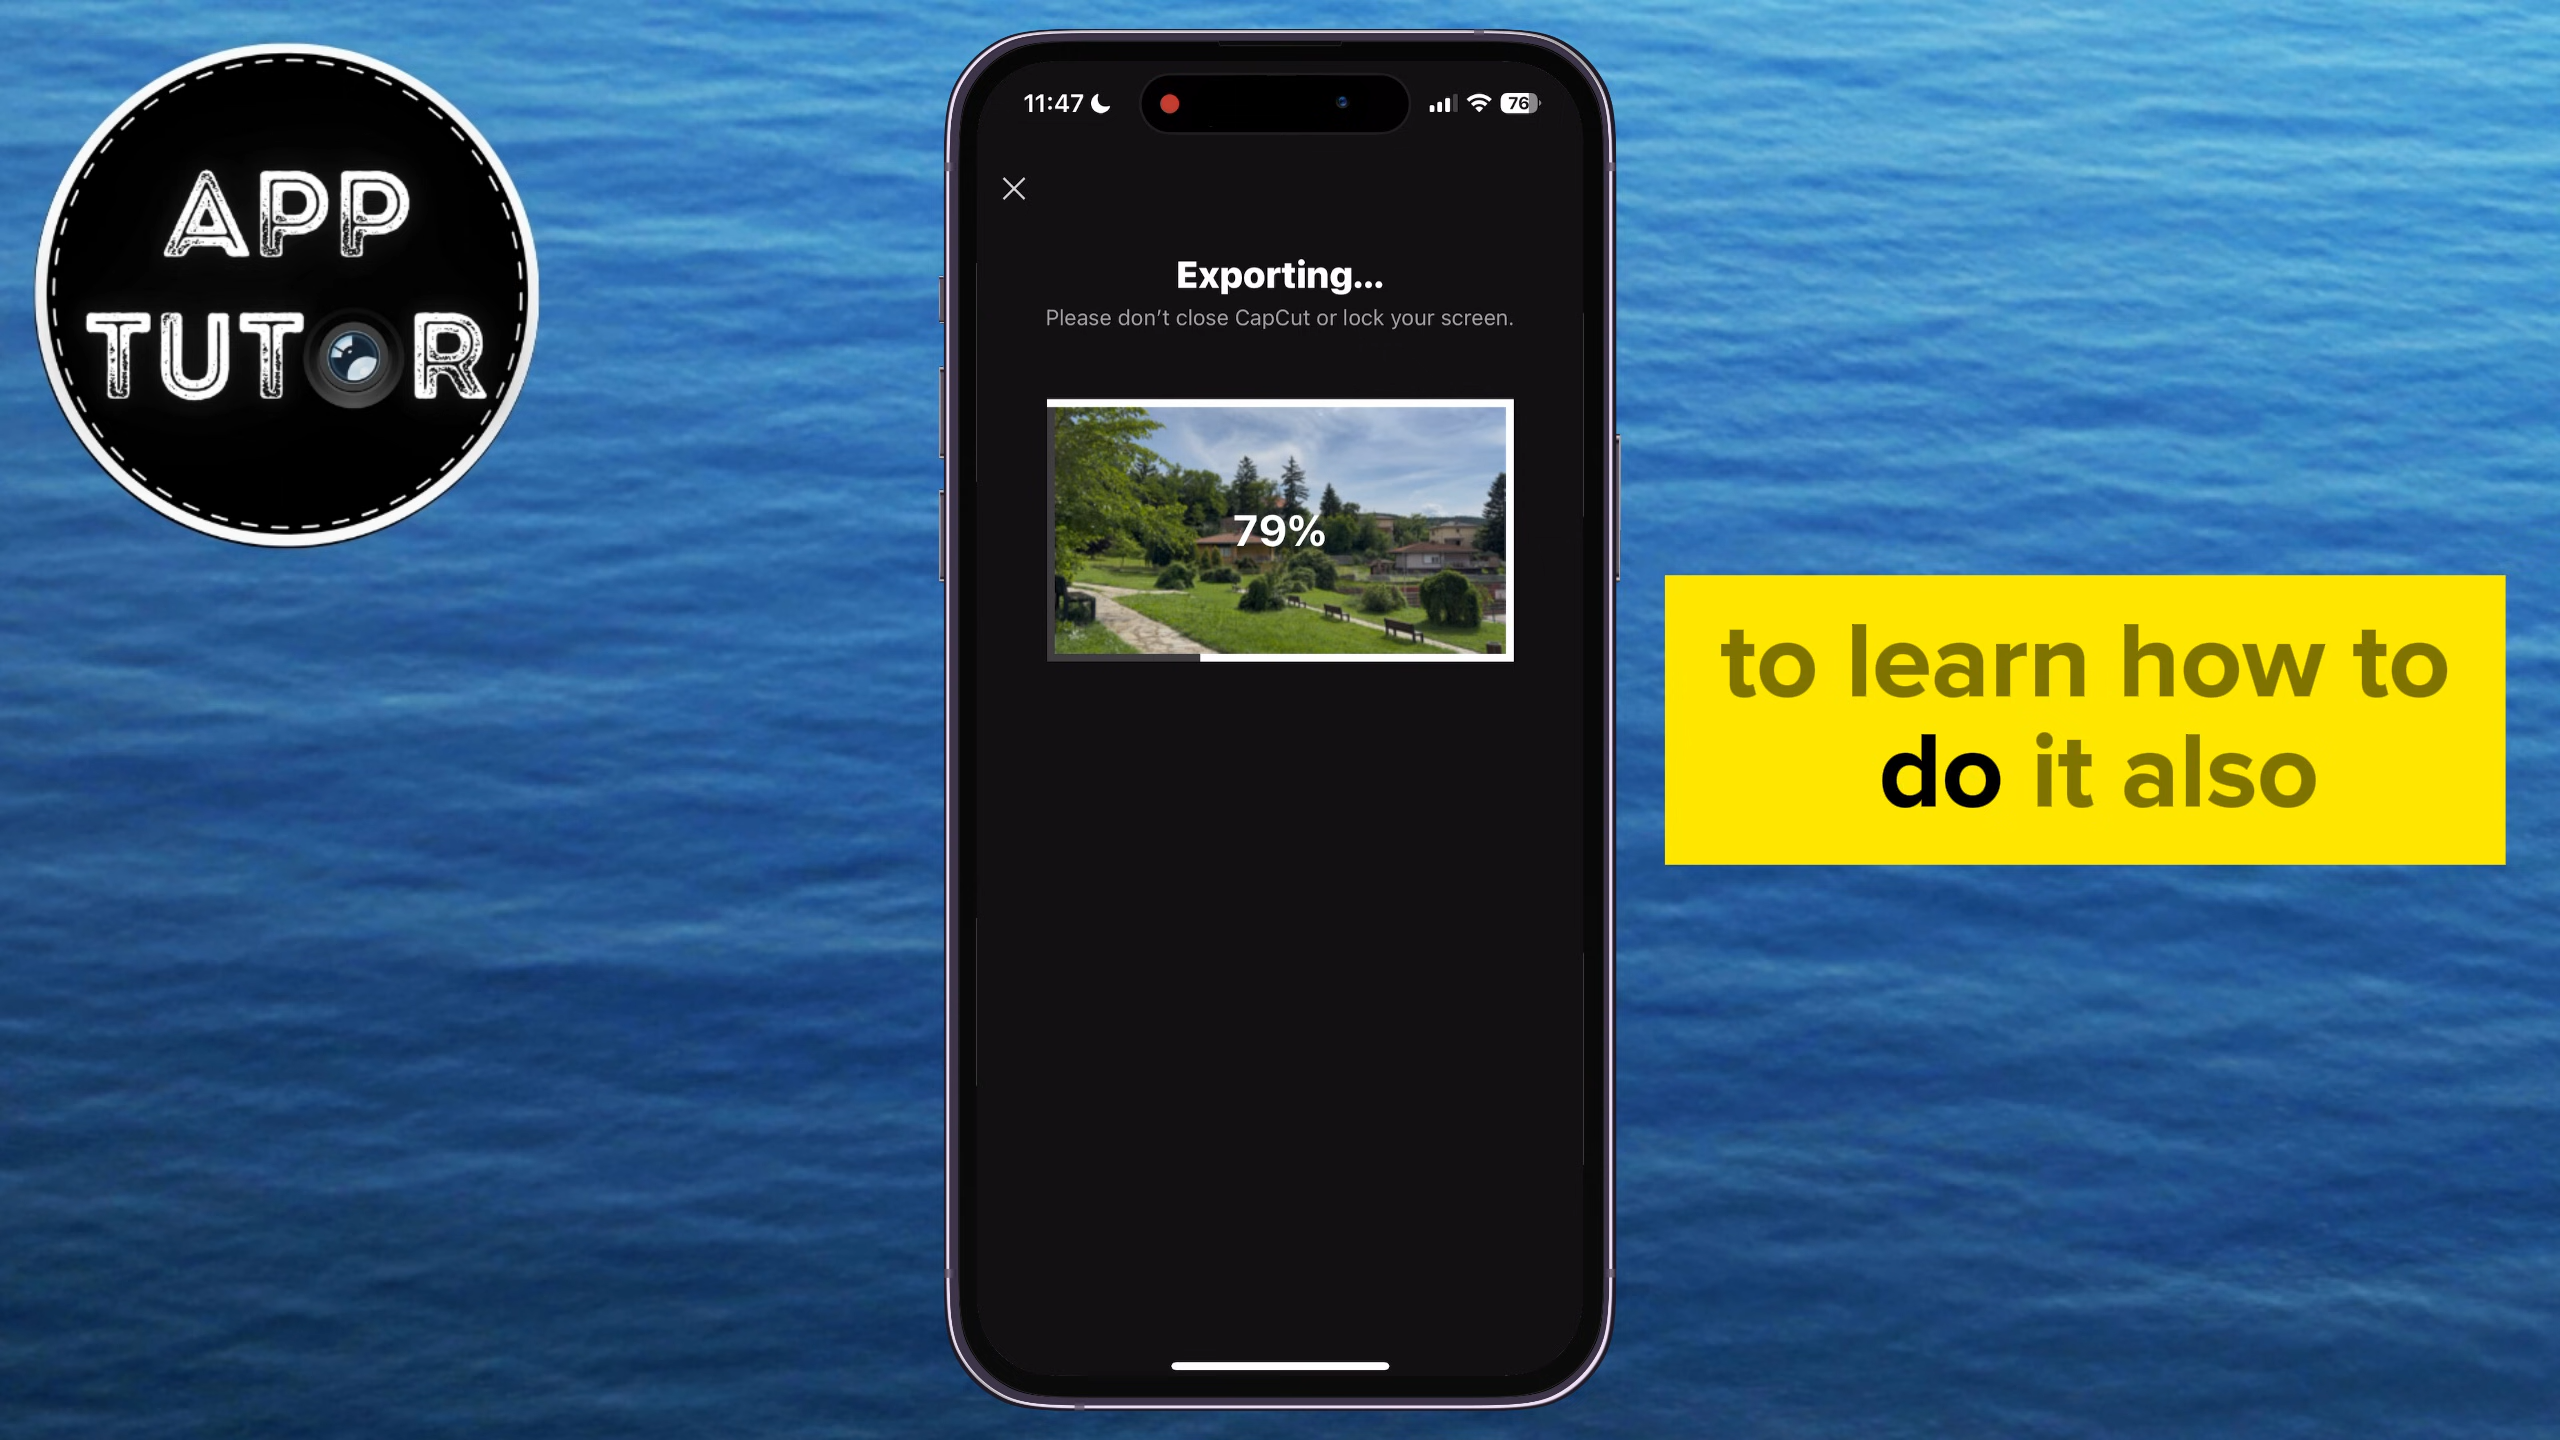 APP
TUTOR
11:47
76
Exporting...
Please don't close CapCut or lock your screen.
79%
to learn how to
do it also